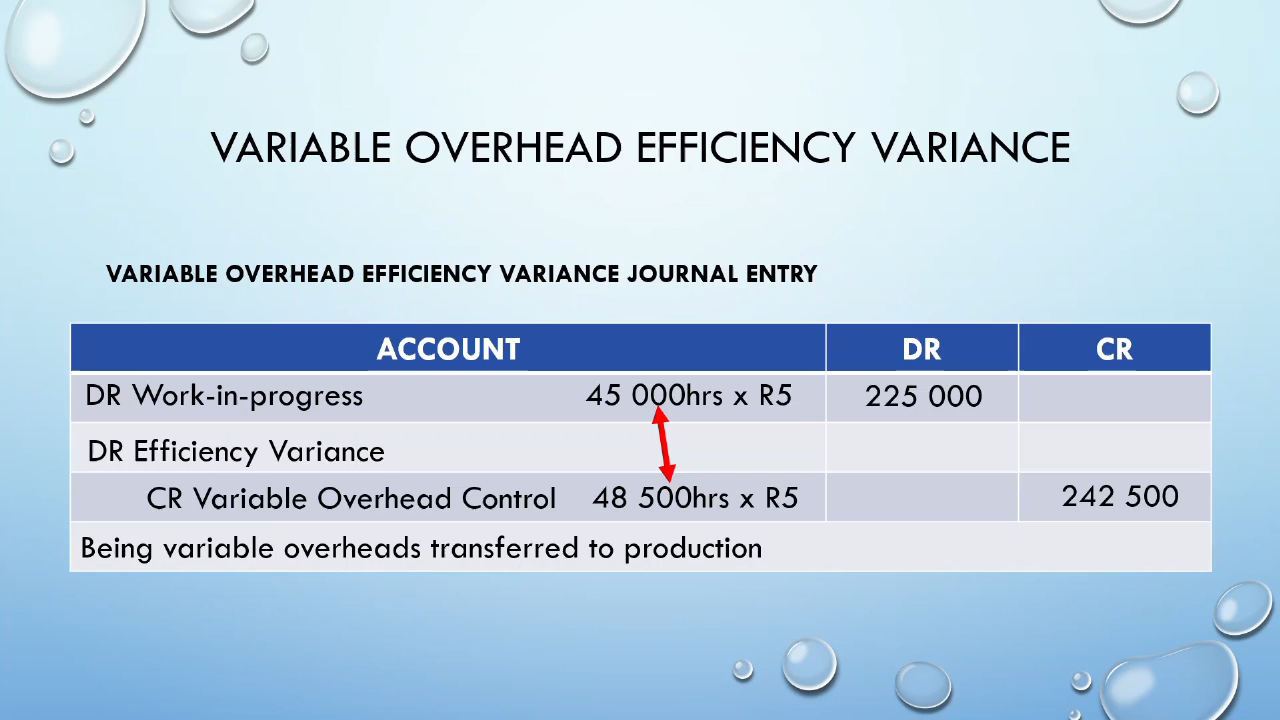 VARIABLE OVERHEAD EFFICIENCY VARIANCE
VARIABLE OVERHEAD EFFICIENCY VARIANCE JOURNAL ENTRY
ACCOUNT DR CR
DR Work-in-progress 45 000hrs x R5 225 000
DR Efficiency Variance
CR Variable Overhead Control 48 500hrs x R5 242 500
Being variable overheads transferred to production